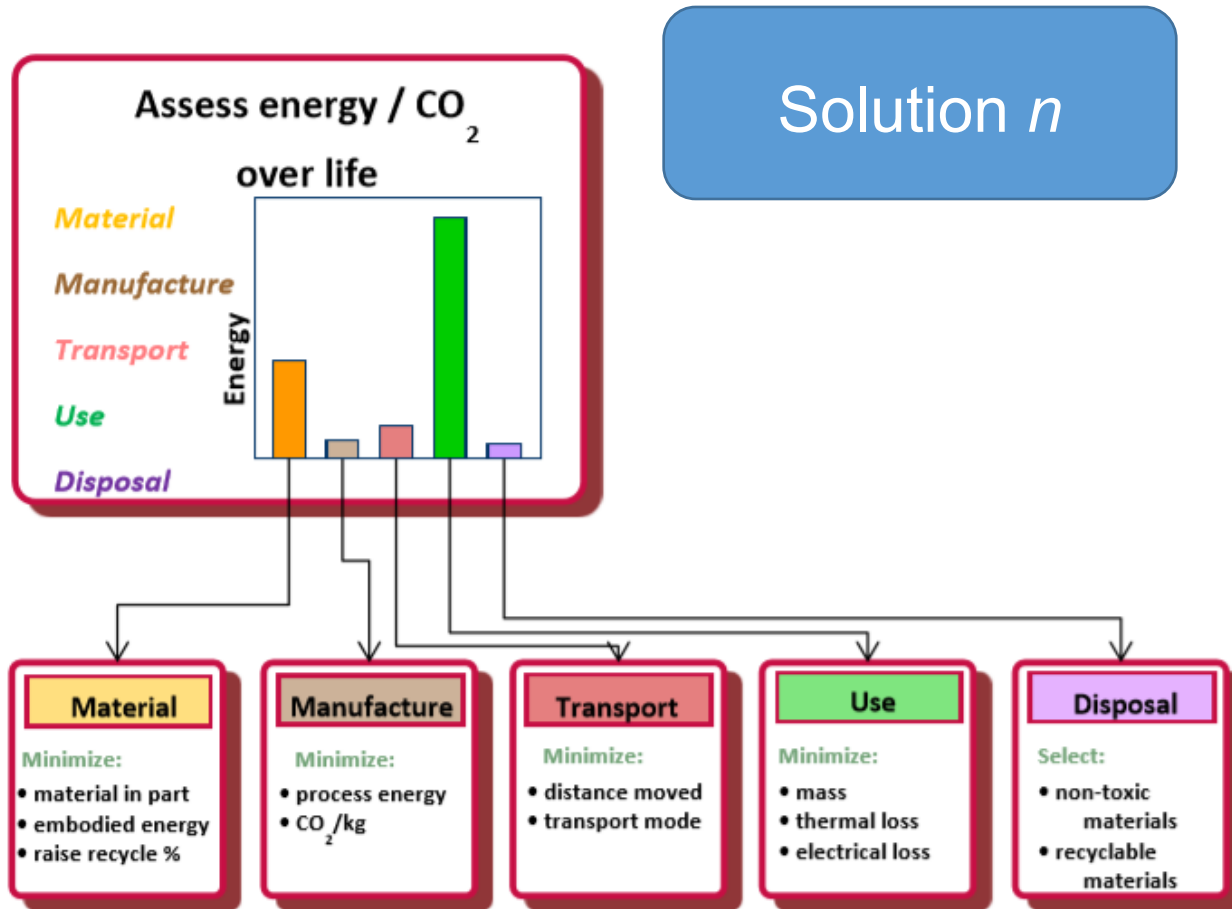 Solution n
Assess energy / CO2
over life
Material
Manufacture
Transport
Use
Disposal
Energy
Material
Minimize:
• material in part
• embodied energy
• raise recycle %
Manufacture
Minimize:
• process energy
• CO2/kg
Transport
Minimize:
• distance moved
• transport mode
Use
Minimize:
• mass
• thermal loss
• electrical loss
Disposal
Select:
• non-toxic
materials
• recyclable
materials